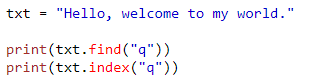 txt = "Hello, welcome to my world."
print(txt.find("q"))
print(txt.index("q"))